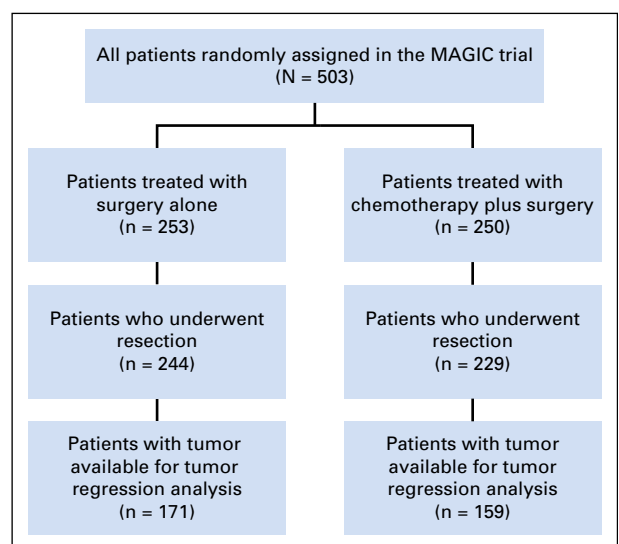 All patients randomly assigned in the MAGIC trial
(N = 503)
Patients treated with
surgery alone
(n = 253)
Patients treated with
chemotherapy plus surgery
(n = 250)
Patients who underwent
resection
(n = 244)
Patients who underwent
resection
(n = 229)
Patients with tumor
available for tumor
regression analysis
(n = 171)
Patients with tumor
available for tumor
regression analysis
(n = 159)